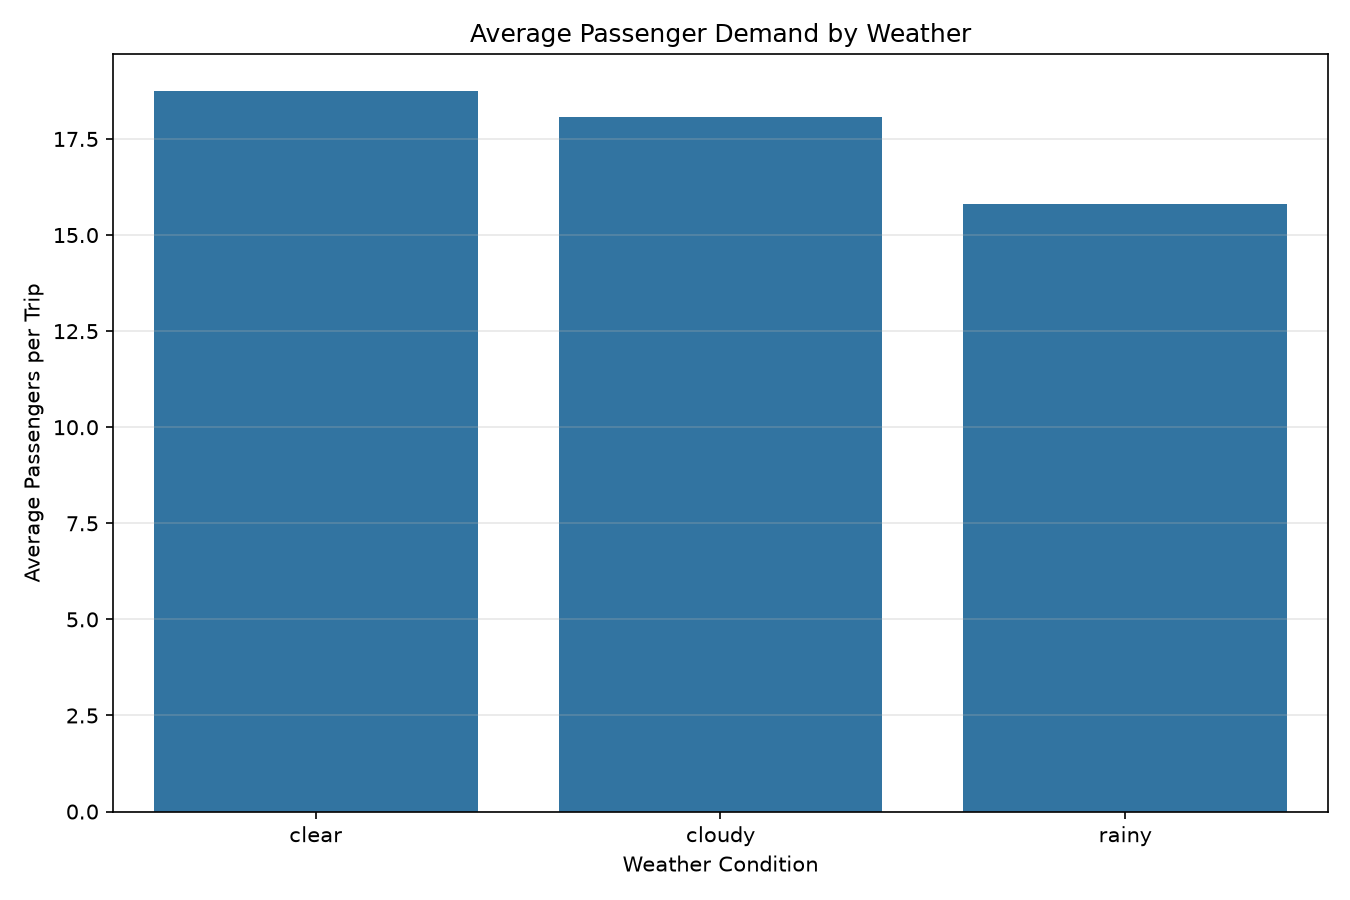 Average Passenger Demand by Weather
Average Passengers per Trip
17.5
15.0
12.5
10.0
7.5
5.0
2.5
0.0
clear
cloudy
rainy
Weather Condition